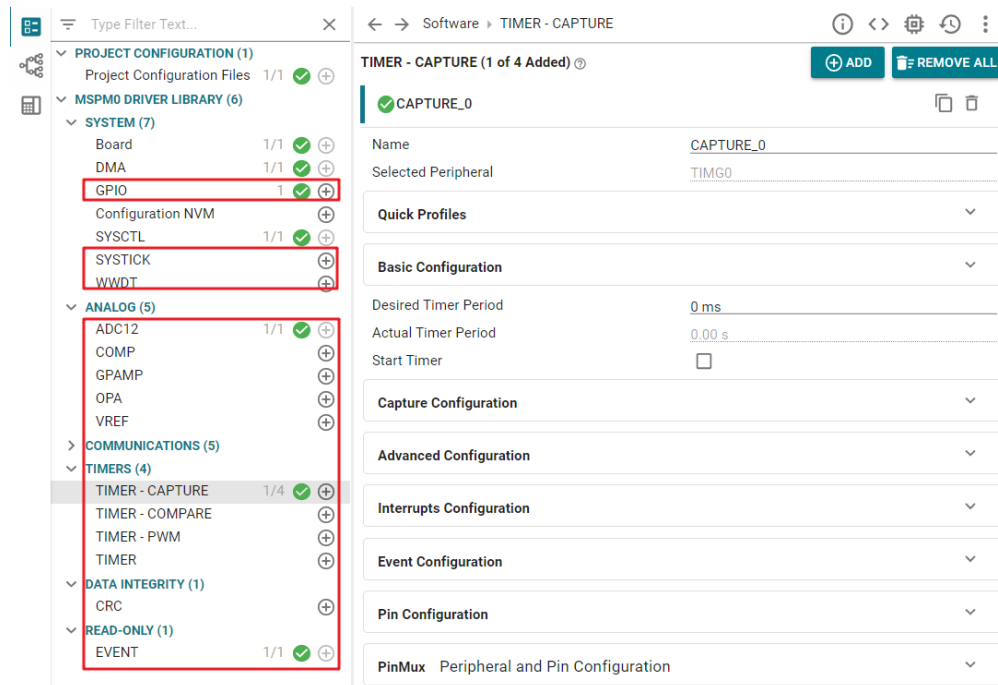 Type Filter Text...
PROJECT CONFIGURATION (1)
Project Configuration Files 1/1
MSPM0 DRIVER LIBRARY (6)
SYSTEM (7)
Board 1/1
DMA 1/1
GPIO 1
Configuration NVM
SYSCTL 1/1
SYSTICK
WWDT
ANALOG (5)
ADC12 1/1
COMP
GPAMP
OPA
VREF
COMMUNICATIONS (5)
TIMERS (4)
TIMER - CAPTURE 1/4
TIMER - COMPARE
TIMER - PWM
TIMER
DATA INTEGRITY (1)
CRC
READ-ONLY (1)
EVENT 1/1
Software › TIMER - CAPTURE
TIMER - CAPTURE (1 of 4 Added)
ADD
REMOVE ALL
CAPTURE_0
Name CAPTURE_0
Selected Peripheral TIMG0
Quick Profiles
Basic Configuration
Desired Timer Period 0 ms
Actual Timer Period 0.00 s
Start Timer
Capture Configuration
Advanced Configuration
Interrupts Configuration
Event Configuration
Pin Configuration
PinMux Peripheral and Pin Configuration